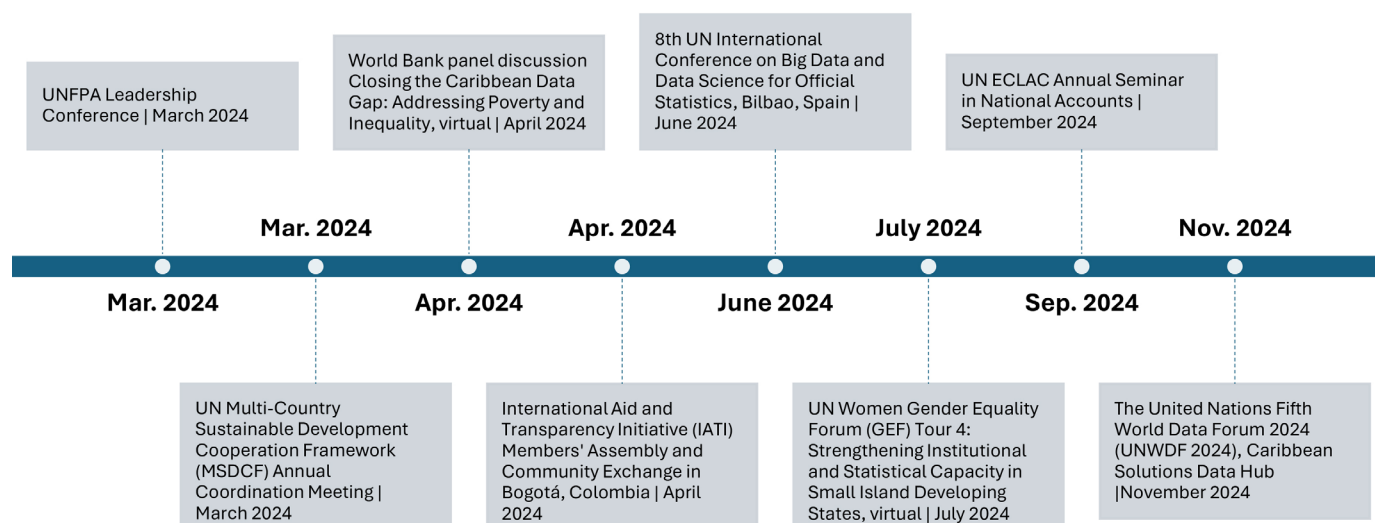 UNFPA Leadership
Conference | March 2024
World Bank panel discussion
Closing the Caribbean Data
Gap: Addressing Poverty and
Inequality, virtual | April 2024
8th UN International
Conference on Big Data and
Data Science for Official
Statistics, Bilbao, Spain |
June 2024
UN ECLAC Annual Seminar
in National Accounts |
September 2024
Mar. 2024
Apr. 2024
July 2024
Nov. 2024
Mar. 2024
Apr. 2024
June 2024
Sep. 2024
UN Multi-Country
Sustainable Development
Cooperation Framework
(MSDCF) Annual
Coordination Meeting |
March 2024
International Aid and
Transparency Initiative (IATI)
Members' Assembly and
Community Exchange in
Bogotá, Colombia | April
2024
UN Women Gender Equality
Forum (GEF) Tour 4:
Strengthening Institutional
and Statistical Capacity in
Small Island Developing
States, virtual | July 2024
The United Nations Fifth
World Data Forum 2024
(UNWDF 2024), Caribbean
Solutions Data Hub
|November 2024